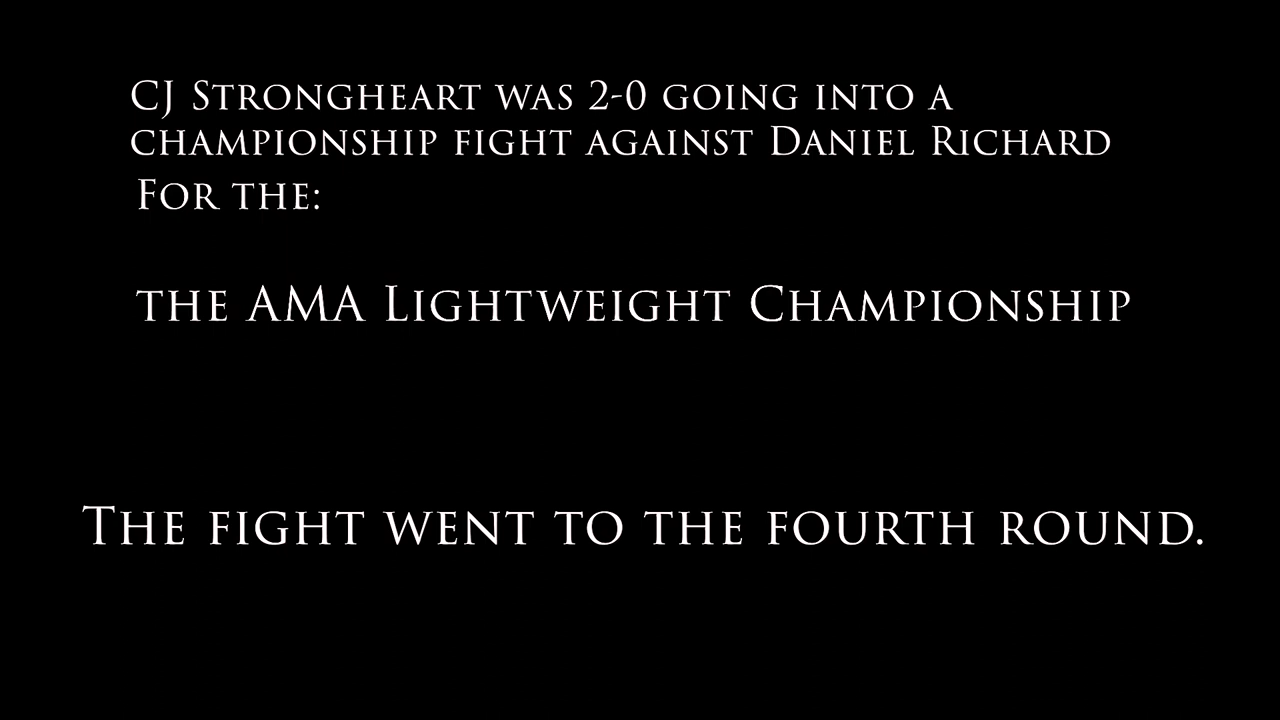 CJ Strongheart was 2-0 going into a
championship fight against Daniel Richard
For the:
the AMA Lightweight Championship
The fight went to the fourth round.